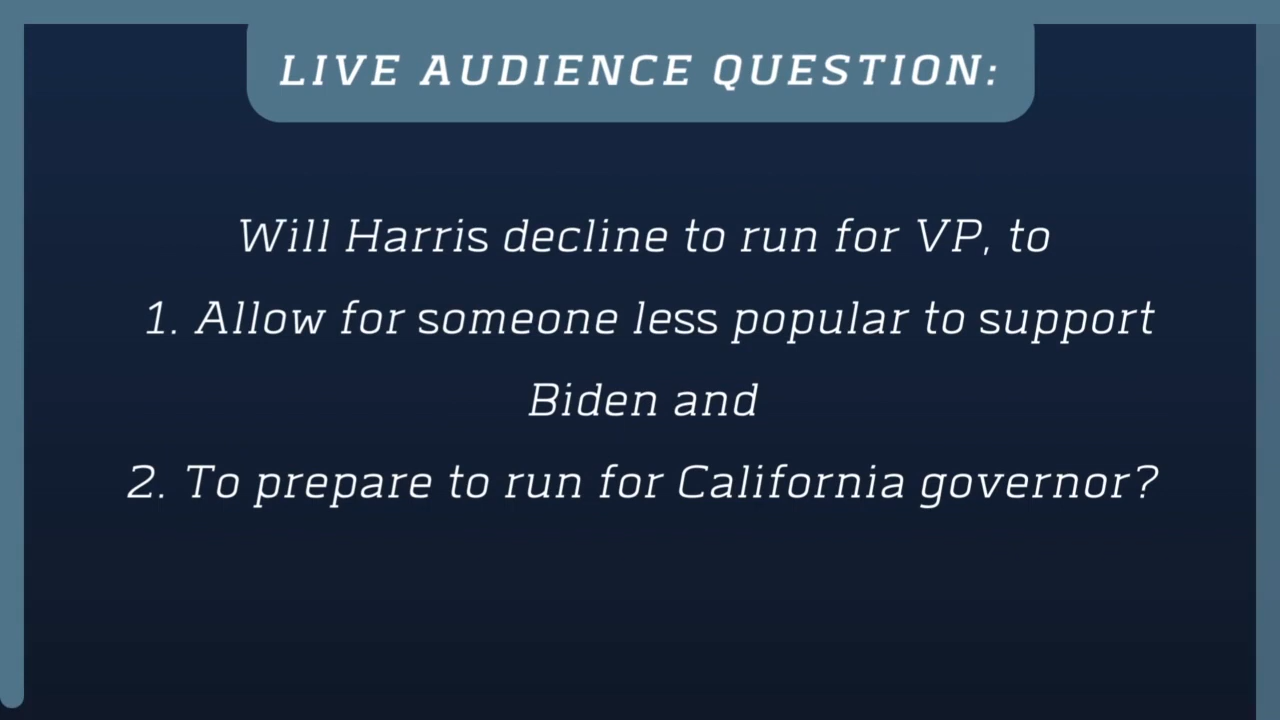 LIVE AUDIENCE QUESTION:
Will Harris decline to run for VP, to
1. Allow for someone less popular to support
Biden and
2. To prepare to run for California governor?